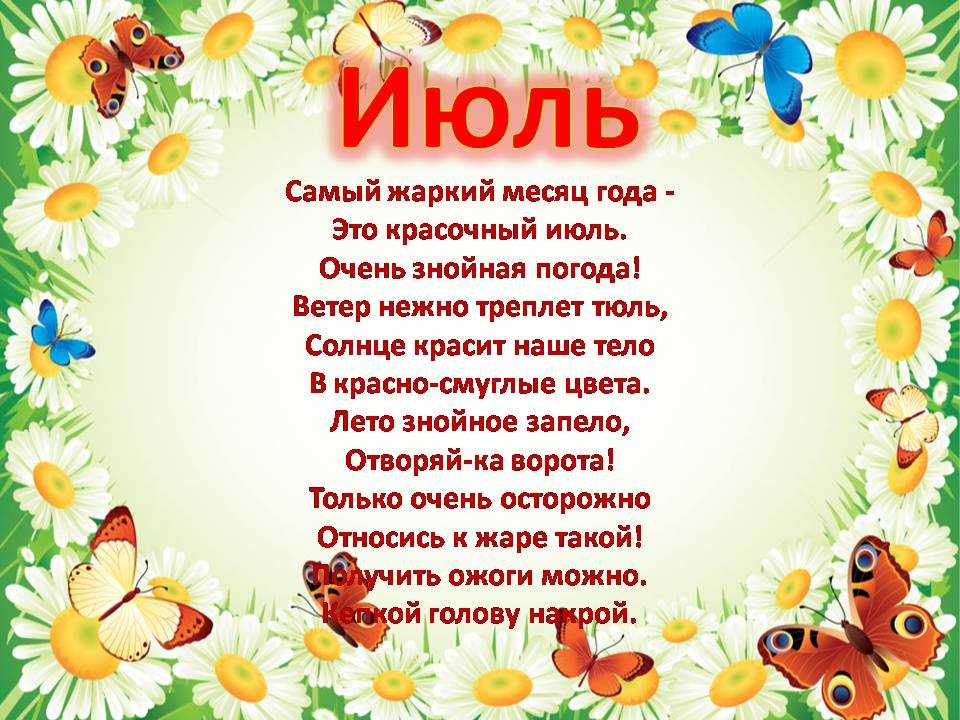 Июль
Самый жаркий месяц года -
Это красочный июль.
Очень знойная погода!
Ветер нежно треплет тюль,
Солнце красит наше тело
В красно-смуглые цвета.
Лето знойное запело,
Отворяй-ка ворота!
Только очень осторожно
Относись к жаре такой!
Получить ожоги можно.
Кепкой голову накрой.